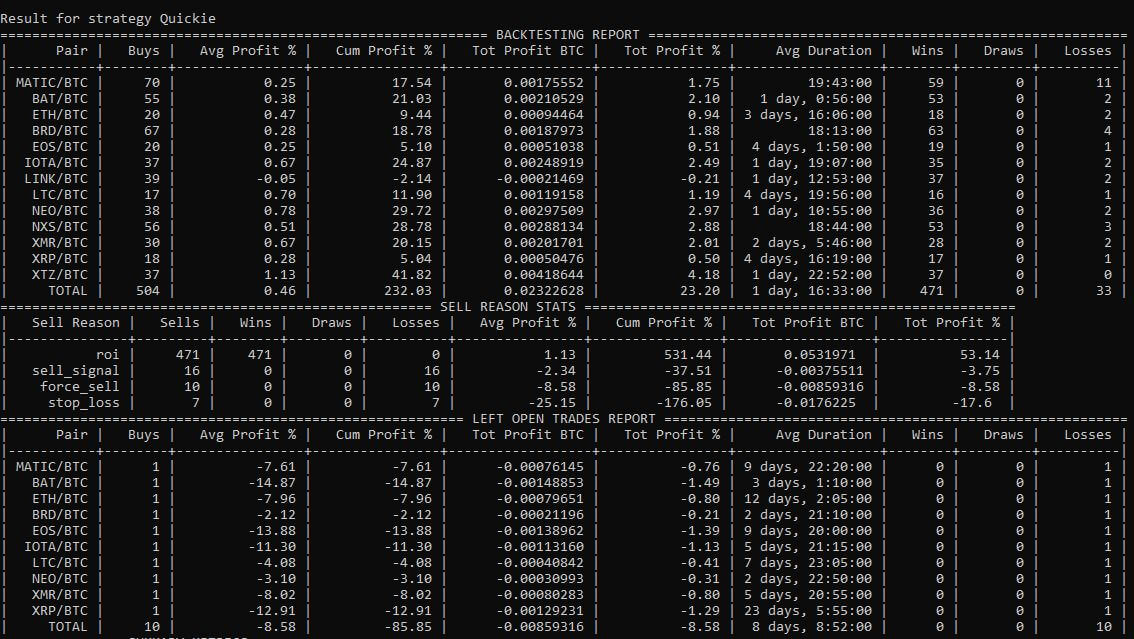 Result for strategy Quickie
============================================================= BACKTESTING REPORT ============================================================
| Pair | Buys | Avg Profit % | Cum Profit % | Tot Profit BTC | Tot Profit % | Avg Duration | Wins | Draws | Losses |
|-----------+--------+----------------+----------------+------------------+----------------+------------------+--------+---------+----------|
| MATIC/BTC | 70 | 0.25 | 17.54 | 0.00175552 | 1.75 | 19:43:00 | 59 | 0 | 11 |
| BAT/BTC | 55 | 0.38 | 21.03 | 0.00210529 | 2.10 | 1 day, 0:56:00 | 53 | 0 | 2 |
| ETH/BTC | 20 | 0.47 | 9.44 | 0.00094464 | 0.94 | 3 days, 16:06:00 | 18 | 0 | 2 |
| BRD/BTC | 67 | 0.28 | 18.78 | 0.00187973 | 1.88 | 18:13:00 | 63 | 0 | 4 |
| EOS/BTC | 20 | 0.25 | 5.10 | 0.00051038 | 0.51 | 4 days, 1:50:00 | 19 | 0 | 1 |
| IOTA/BTC | 37 | 0.67 | 24.87 | 0.00248919 | 2.49 | 1 day, 19:07:00 | 35 | 0 | 2 |
| LINK/BTC | 39 | -0.05 | -2.14 | -0.00021469 | -0.21 | 1 day, 12:53:00 | 37 | 0 | 2 |
| LTC/BTC | 17 | 0.70 | 11.90 | 0.00119158 | 1.19 | 4 days, 19:56:00 | 16 | 0 | 1 |
| NEO/BTC | 38 | 0.78 | 29.72 | 0.00297509 | 2.97 | 1 day, 10:55:00 | 36 | 0 | 2 |
| NXS/BTC | 56 | 0.51 | 28.78 | 0.00288134 | 2.88 | 18:44:00 | 53 | 0 | 3 |
| XMR/BTC | 30 | 0.67 | 20.15 | 0.00201701 | 2.01 | 2 days, 5:46:00 | 28 | 0 | 2 |
| XRP/BTC | 18 | 0.28 | 5.04 | 0.00050476 | 0.50 | 4 days, 16:19:00 | 17 | 0 | 1 |
| XTZ/BTC | 37 | 1.13 | 41.82 | 0.00418644 | 4.18 | 1 day, 22:52:00 | 37 | 0 | 0 |
| TOTAL | 504 | 0.46 | 232.03 | 0.02322628 | 23.20 | 1 day, 16:33:00 | 471 | 0 | 33 |
====================================================== SELL REASON STATS ======================================================
| Sell Reason | Sells | Wins | Draws | Losses | Avg Profit % | Cum Profit % | Tot Profit BTC | Tot Profit % |
|---------------+---------+--------+---------+----------+----------------+----------------+------------------+----------------|
| roi | 471 | 471 | 0 | 0 | 1.13 | 531.44 | 0.0531971 | 53.14 |
| sell_signal | 16 | 0 | 0 | 16 | -2.34 | -37.51 | -0.00375511 | -3.75 |
| force_sell | 10 | 0 | 0 | 10 | -8.58 | -85.85 | -0.00859316 | -8.58 |
| stop_loss | 7 | 0 | 0 | 7 | -25.15 | -176.05 | -0.0176225 | -17.6 |
========================================================== LEFT OPEN TRADES REPORT ==========================================================
| Pair | Buys | Avg Profit % | Cum Profit % | Tot Profit BTC | Tot Profit % | Avg Duration | Wins | Draws | Losses |
|-----------+--------+----------------+----------------+------------------+----------------+------------------+--------+---------+----------|
| MATIC/BTC | 1 | -7.61 | -7.61 | -0.00076145 | -0.76 | 9 days, 22:20:00 | 0 | 0 | 1 |
| BAT/BTC | 1 | -14.87 | -14.87 | -0.00148853 | -1.49 | 3 days, 1:10:00 | 0 | 0 | 1 |
| ETH/BTC | 1 | -7.96 | -7.96 | -0.00079651 | -0.80 | 12 days, 2:05:00 | 0 | 0 | 1 |
| BRD/BTC | 1 | -2.12 | -2.12 | -0.00021196 | -0.21 | 2 days, 21:10:00 | 0 | 0 | 1 |
| EOS/BTC | 1 | -13.88 | -13.88 | -0.00138962 | -1.39 | 9 days, 20:00:00 | 0 | 0 | 1 |
| IOTA/BTC | 1 | -11.30 | -11.30 | -0.00113160 | -1.13 | 5 days, 21:15:00 | 0 | 0 | 1 |
| LTC/BTC | 1 | -4.08 | -4.08 | -0.00040842 | -0.41 | 7 days, 23:05:00 | 0 | 0 | 1 |
| NEO/BTC | 1 | -3.10 | -3.10 | -0.00030993 | -0.31 | 2 days, 22:50:00 | 0 | 0 | 1 |
| XMR/BTC | 1 | -8.02 | -8.02 | -0.00080283 | -0.80 | 5 days, 20:55:00 | 0 | 0 | 1 |
| XRP/BTC | 1 | -12.91 | -12.91 | -0.00129231 | -1.29 | 23 days, 5:55:00 | 0 | 0 | 1 |
| TOTAL | 10 | -8.58 | -85.85 | -0.00859316 | -8.58 | 8 days, 8:52:00 | 0 | 0 | 10 |